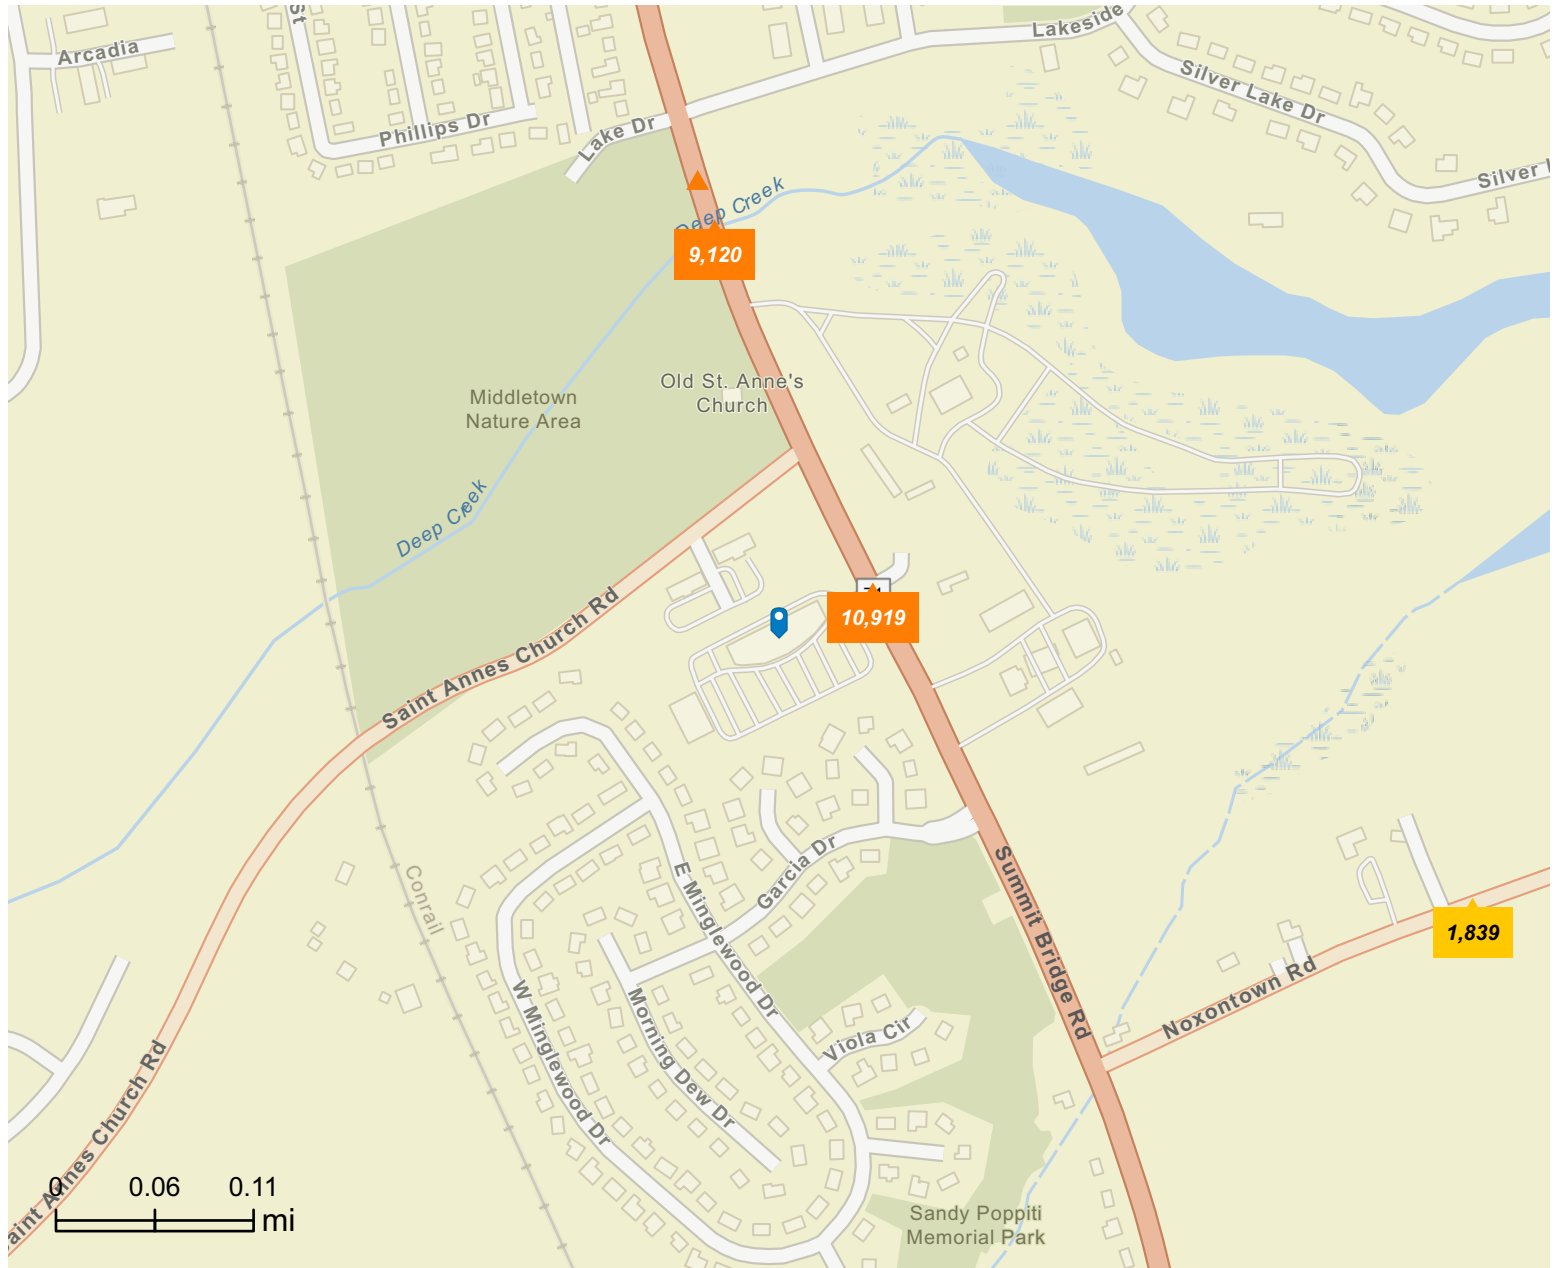 St
Lakeside
Arcadia
Silver Lake Dr
Phillips Dr
Lake Dr
Silver
Deep Creek
9,120
Old St. Anne's
Church
Middletown
Nature Area
Deep Creek
10,919
Saint Annes Church Rd
Garcia Dr
Summit Bridge Rd
E Minglewood Dr
Conrail
1,839
Noxontown Rd
W Minglewood Dr
Morning Dew Dr
Viola Cir
Saint Annes Church Rd
0 0.06 0.11
mi
Sandy Poppiti
Memorial Park